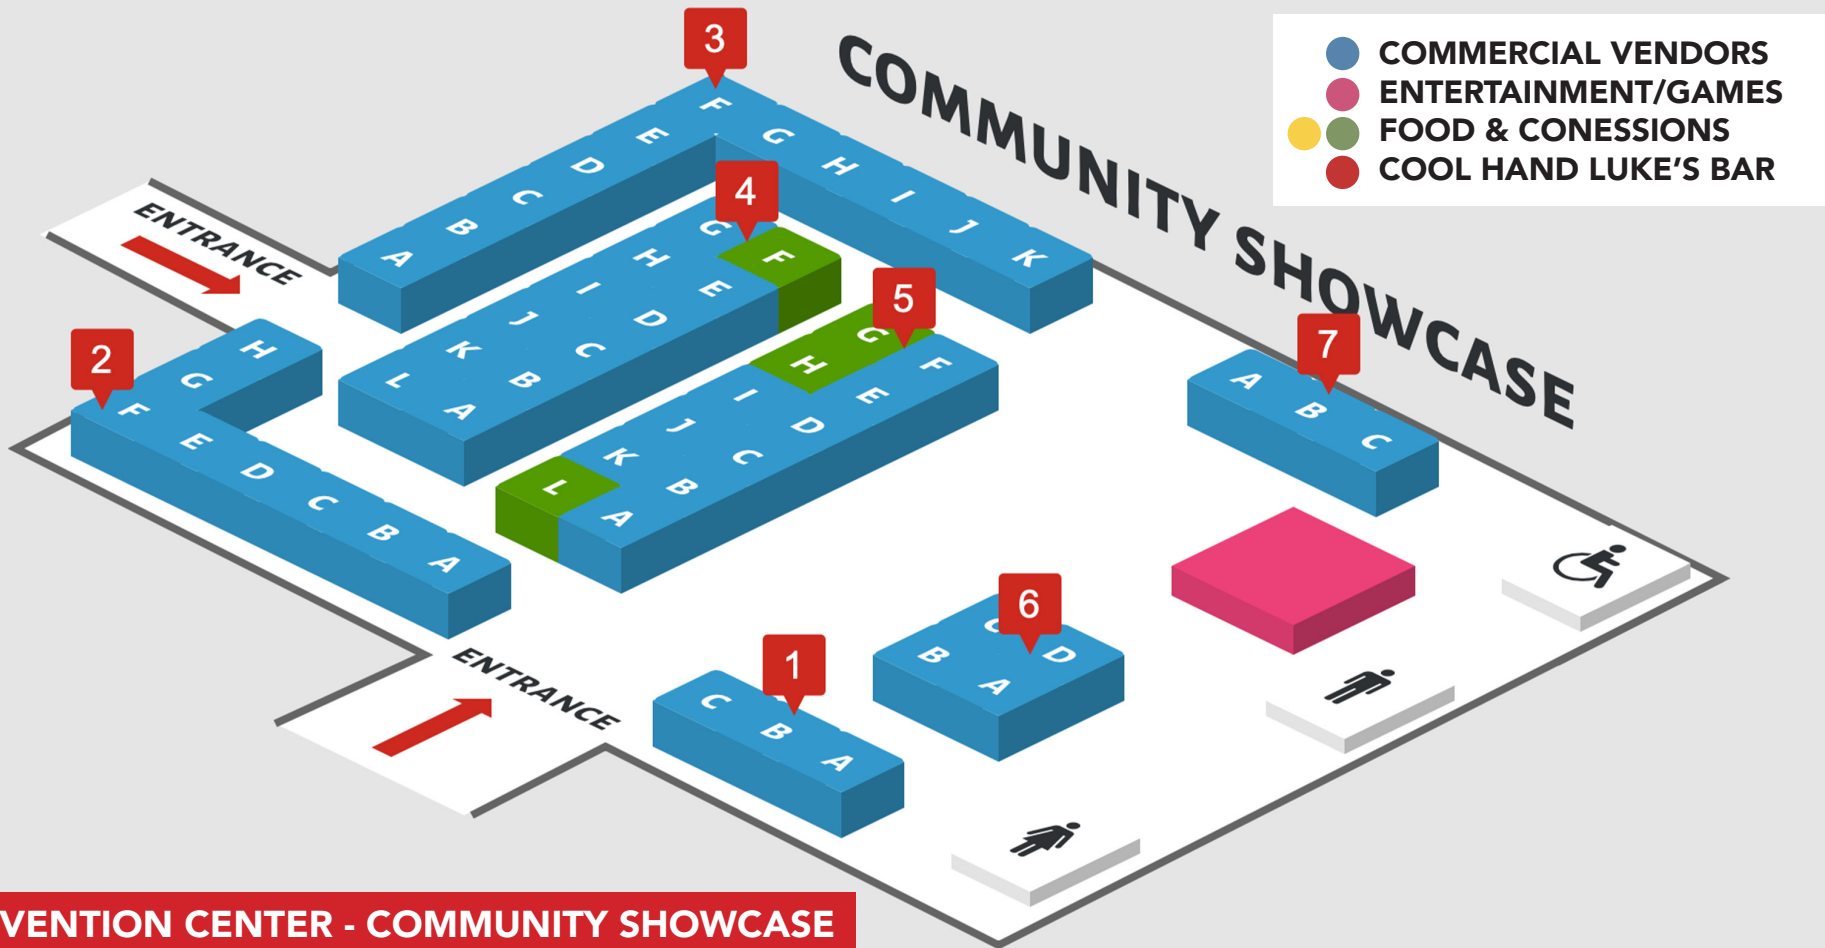 COMMERCIAL VENDORS
ENTERTAINMENT/GAMES
FOOD & CONESSIONS
COOL HAND LUKE'S BAR
COMMUNITY SHOWCASE
ENTRANCE
3
A B C D E F G H I J K
4
A B C D E F G H I J K L
5
A B C D E F G H I J K L
2
A B C D E F G H
7
A B C
6
A B C D
1
C B A
ENTRANCE
VENTION CENTER - COMMUNITY SHOWCASE